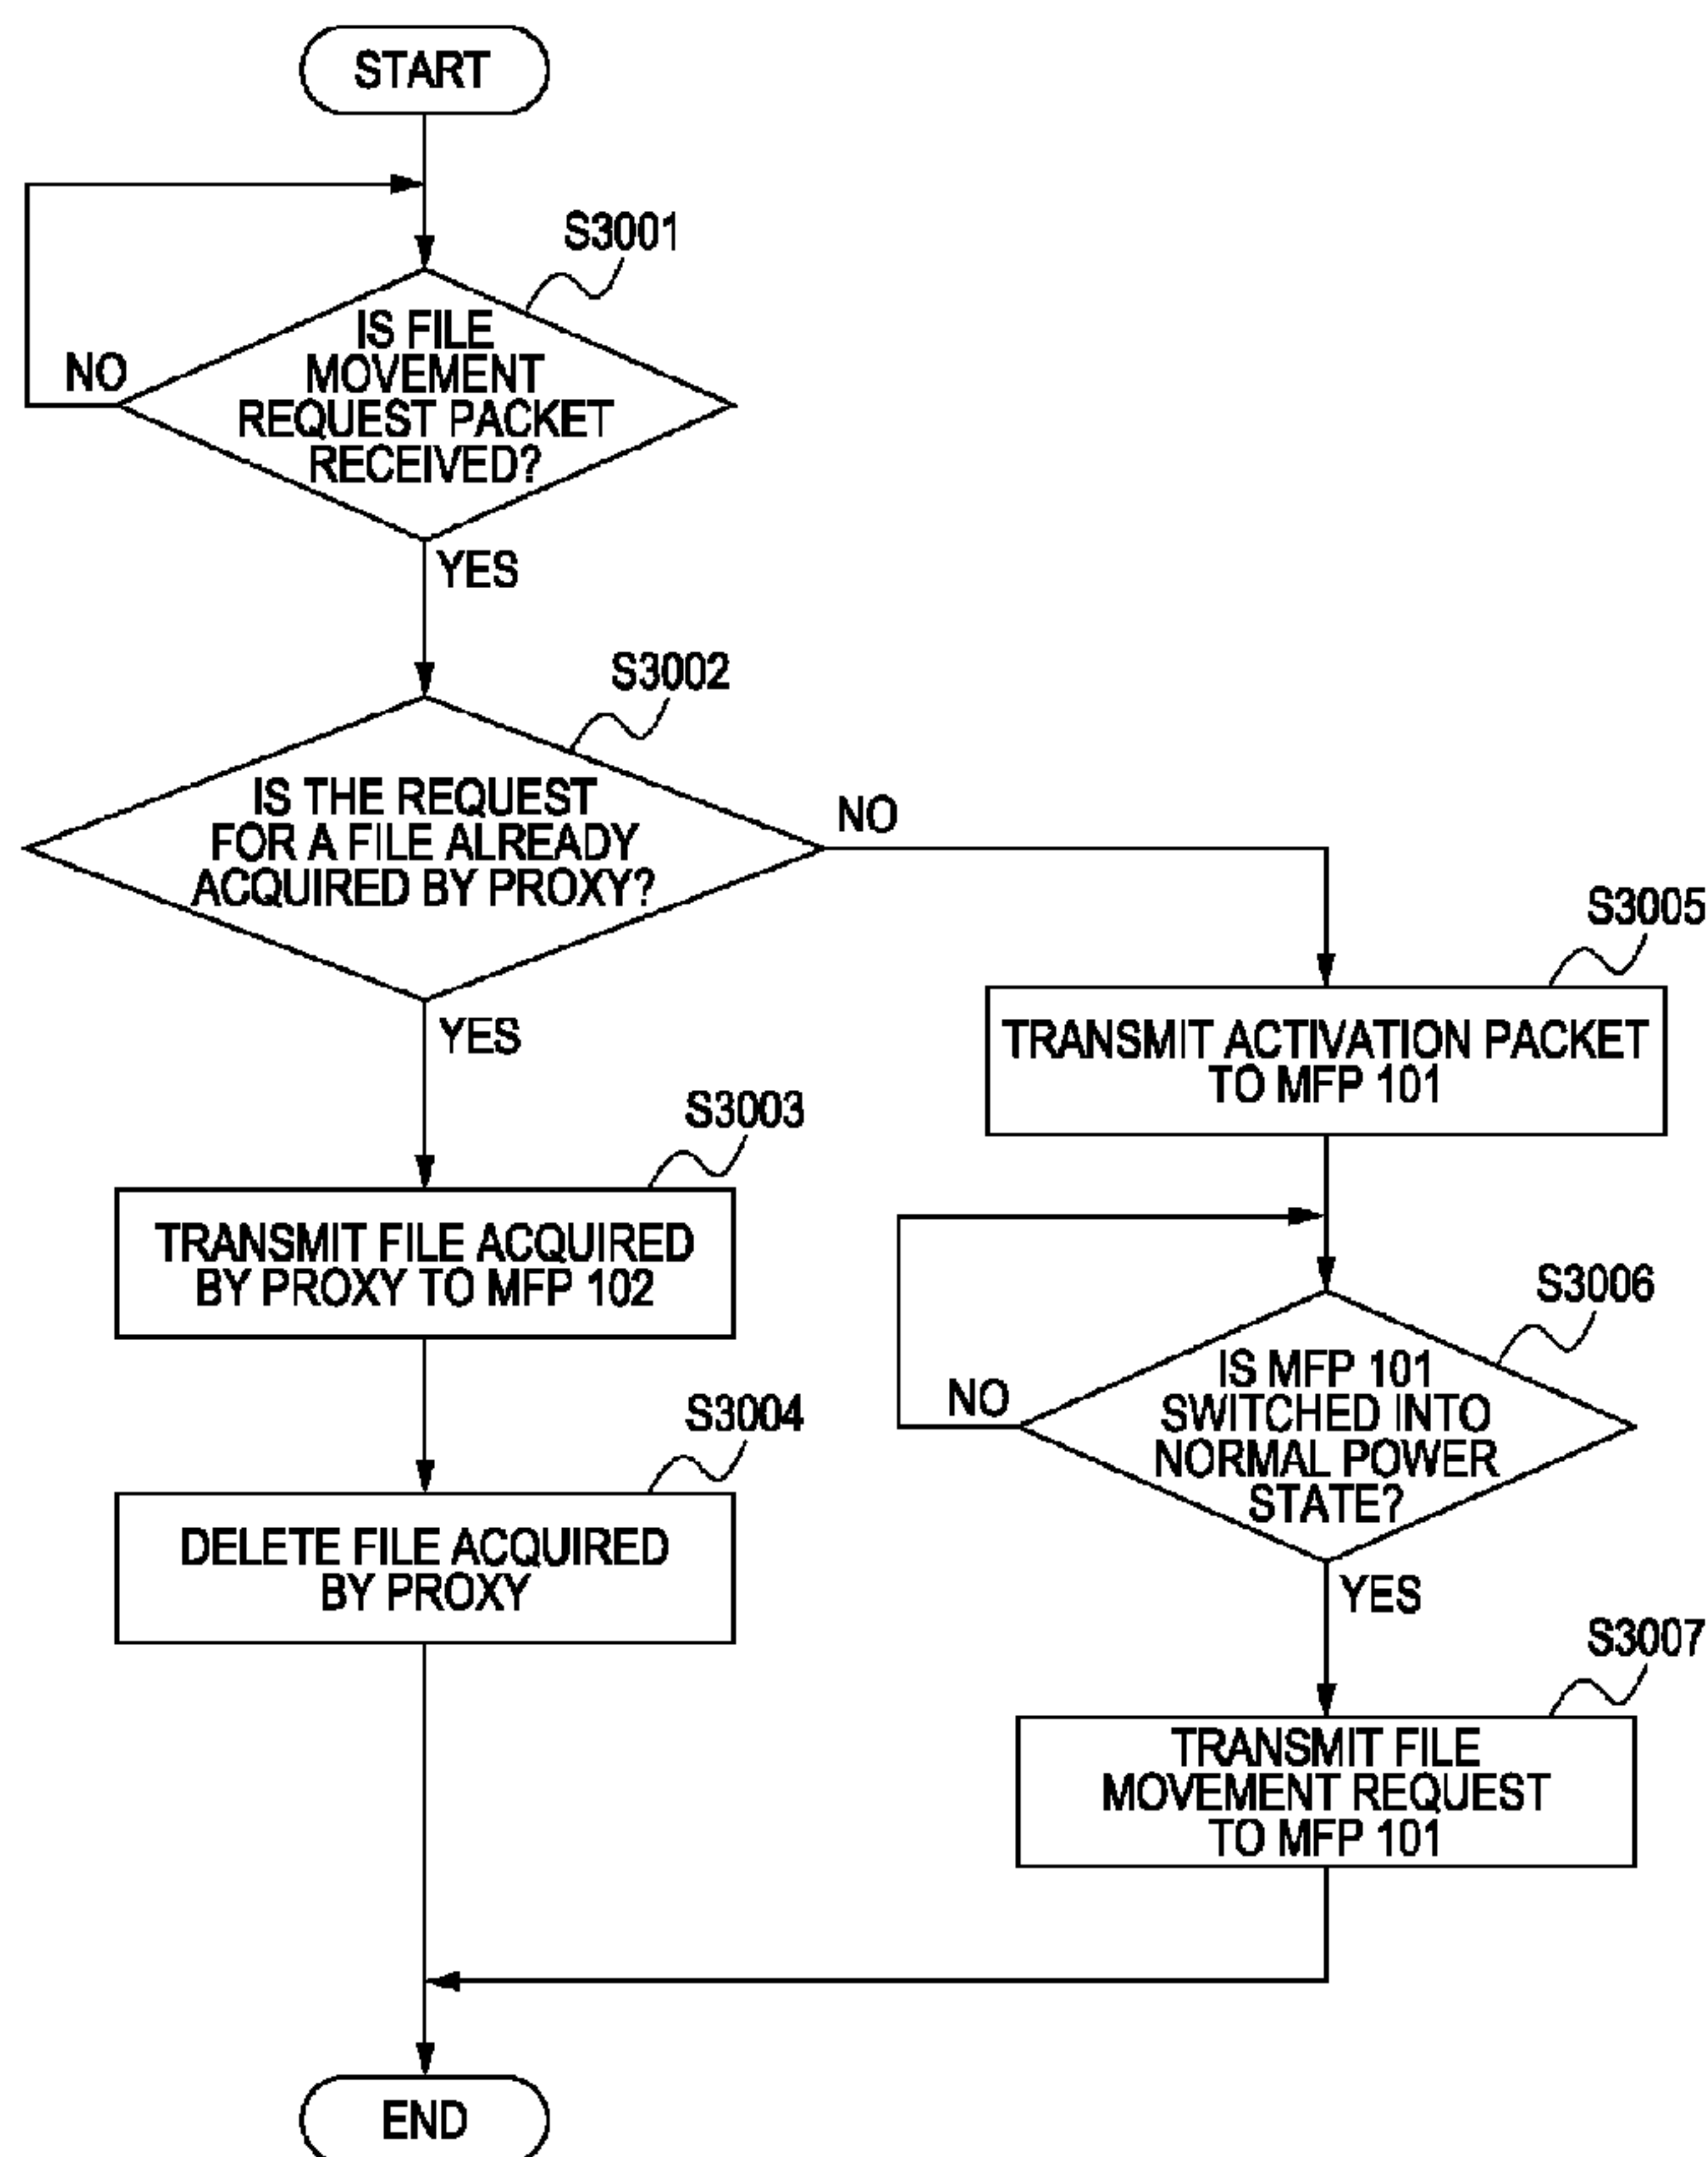 START
S3001
IS FILE
MOVEMENT
REQUEST PACKET
RECEIVED?
NO
YES
S3002
IS THE REQUEST
FOR A FILE ALREADY
ACQUIRED BY PROXY?
NO
YES
S3003
TRANSMIT FILE ACQUIRED
BY PROXY TO MFP 102
S3004
DELETE FILE ACQUIRED
BY PROXY
S3005
TRANSMIT ACTIVATION PACKET
TO MFP 101
S3006
IS MFP 101
SWITCHED INTO
NORMAL POWER
STATE?
NO
YES
S3007
TRANSMIT FILE
MOVEMENT REQUEST
TO MFP 101
END